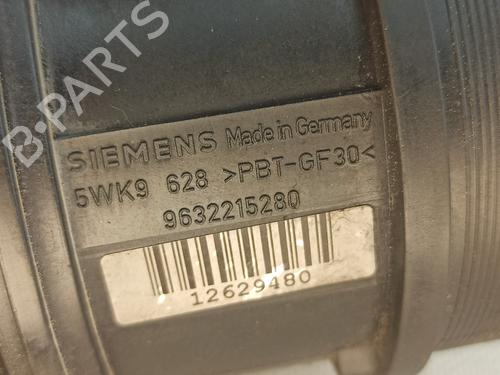 B-PARTS
SIEMENS Made in Germany
5WK9 628 >PBT-GF30<
9632215280
12629480